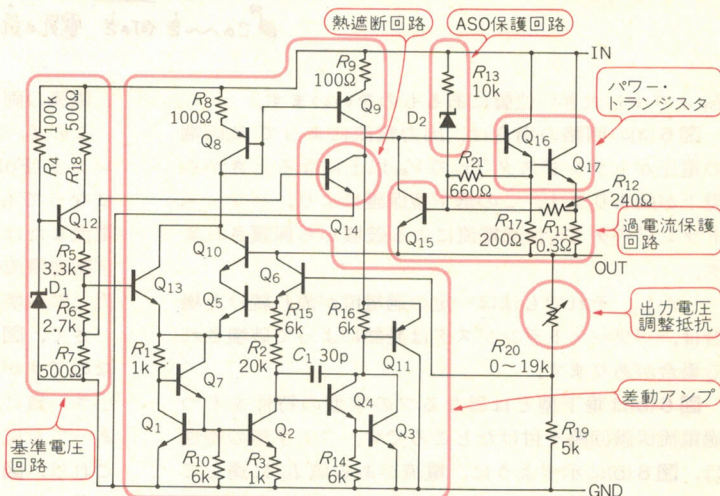 熱遮断回路
ASO保護回路
IN
R9
100Ω
R13
10k
パワー・
トランジスタ
100k
R4
500Ω
R18
R8
100Ω
Q9
D2
Q16
Q8
Q17
R21
660Ω
R12
240Ω
Q12
Q14
R17
200Ω
R11
0.3Ω
過電流保護
回路
Q15
R5
3.3k
Q10
Q6
OUT
Q13
D1
R6
2.7k
Q5
R15
6k
R16
6k
出力電圧
調整抵抗
R7
500Ω
R1
1k
R2
20k
C1 30p
Q11
R20
0〜19k
Q7
Q4
差動アンプ
Q1
Q2
Q3
R19
5k
基準電圧
回路
R10
6k
R3
1k
R14
6k
GND